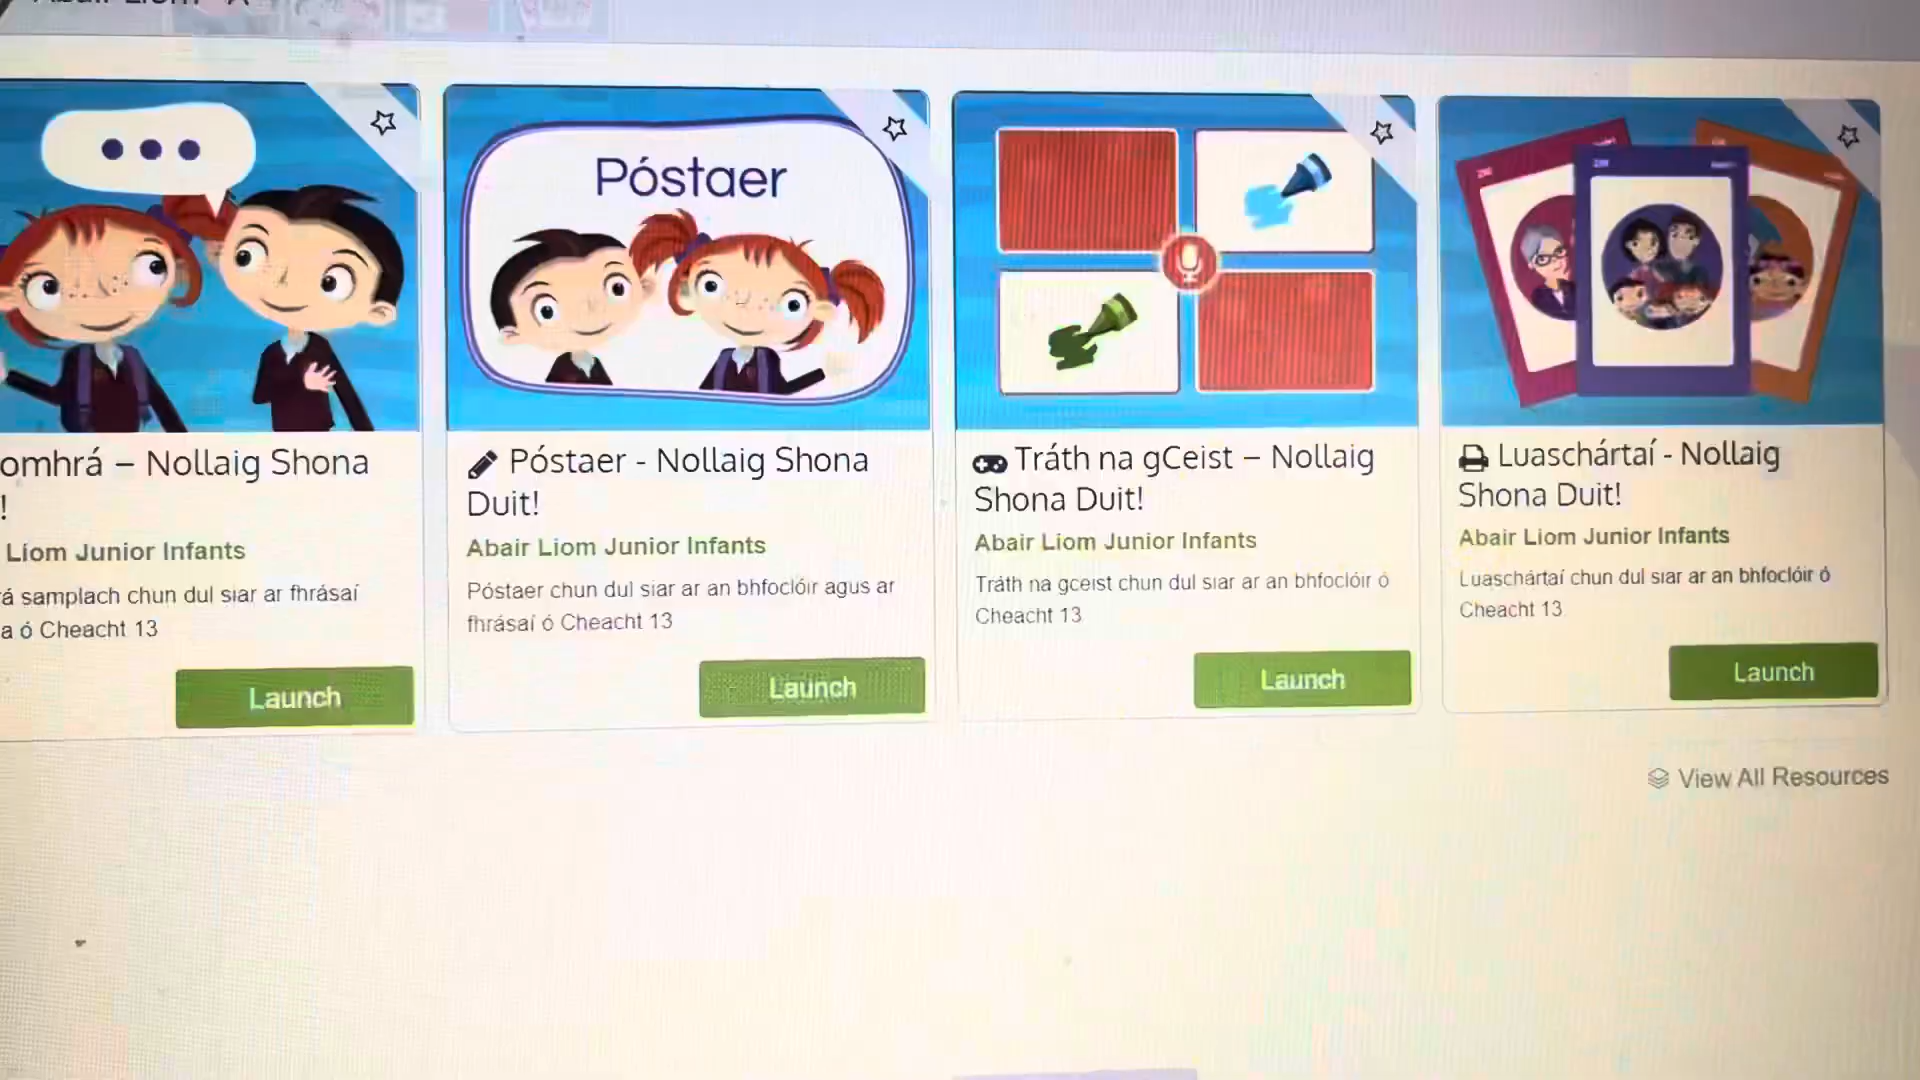 Abair Liom
Póstaer
omhrá – Nollaig Shona
!
Liom Junior Infants
á samplach chun dul siar ar fhrásaí
a ó Cheacht 13
Launch
Póstaer - Nollaig Shona
Duit!
Abair Liom Junior Infants
Póstaer chun dul siar ar an bhfoclóir agus ar
fhrásaí ó Cheacht 13
Launch
Tráth na gCeist – Nollaig
Shona Duit!
Abair Liom Junior Infants
Tráth na gceist chun dul siar ar an bhfoclóir ó
Cheacht 13
Launch
Luaschártaí - Nollaig
Shona Duit!
Abair Liom Junior Infants
Luaschártaí chun dul siar ar an bhfoclóir ó
Cheacht 13
Launch
View All Resources